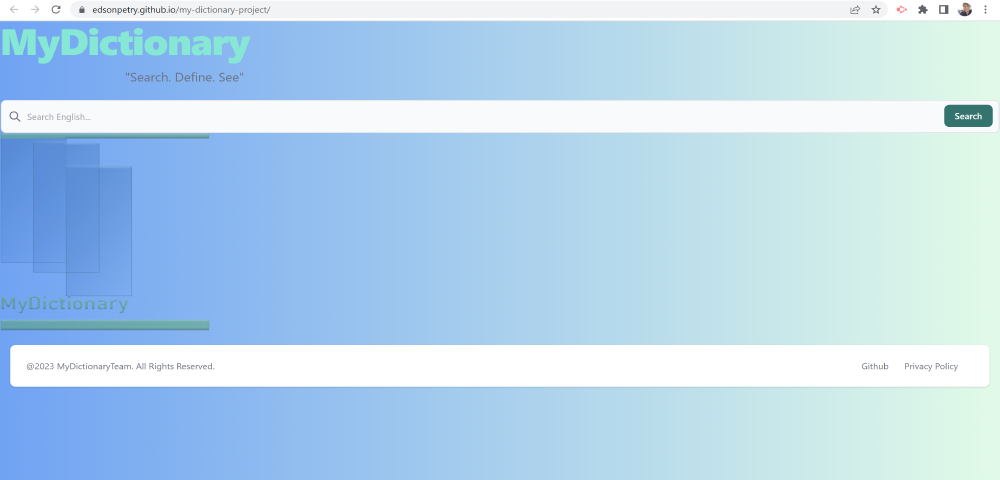 edsonpetry.github.io/my-dictionary-project/
MyDictionary
"Search. Define. See"
Search English...
Search
MyDictionary
@2023 MyDictionaryTeam. All Rights Reserved.
Github
Privacy Policy